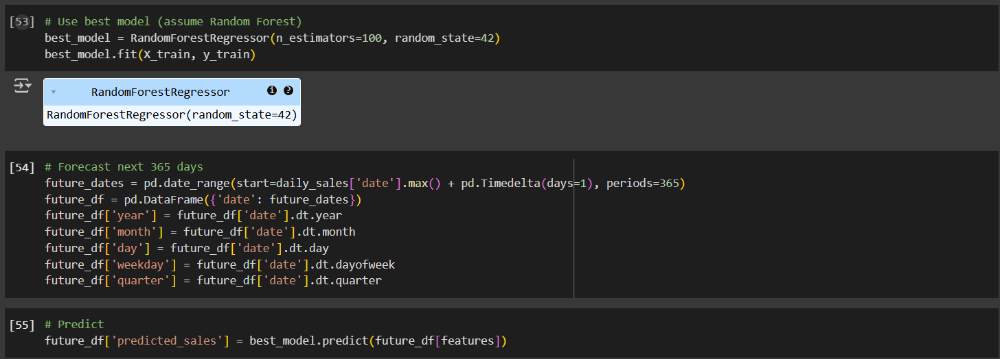 [53] # Use best model (assume Random Forest)
best_model = RandomForestRegressor(n_estimators=100, random_state=42)
best_model.fit(X_train, y_train)
RandomForestRegressor
RandomForestRegressor(random_state=42)
[54] # Forecast next 365 days
future_dates = pd.date_range(start=daily_sales['date'].max() + pd.Timedelta(days=1), periods=365)
future_df = pd.DataFrame({'date': future_dates})
future_df['year'] = future_df['date'].dt.year
future_df['month'] = future_df['date'].dt.month
future_df['day'] = future_df['date'].dt.day
future_df['weekday'] = future_df['date'].dt.dayofweek
future_df['quarter'] = future_df['date'].dt.quarter
[55] # Predict
future_df['predicted_sales'] = best_model.predict(future_df[features])